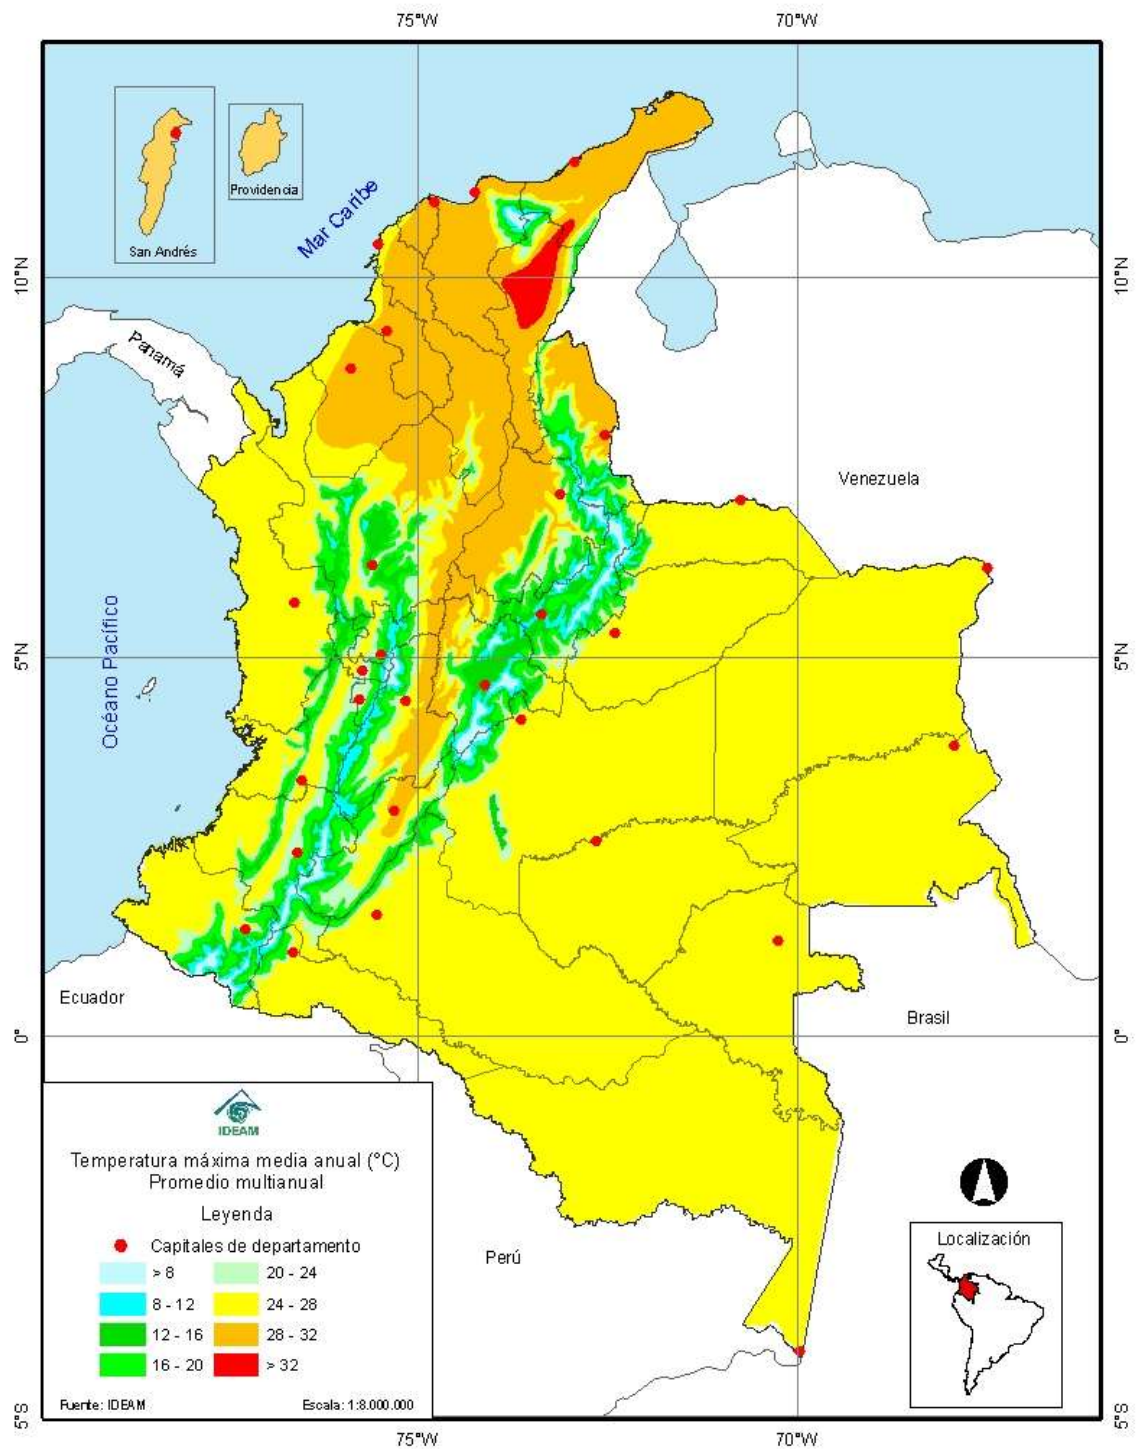 75°W
70°W
Providencia
San Andrés
Mar Caribe
10°N
10°N
Panamá
Venezuela
Océano Pacífico
5°N
5°N
Ecuador
Brasil
0°
0°
IDEAM
Temperatura máxima media anual (°C)
Promedio multianual
Leyenda
Capitales de departamento
> 8
20 - 24
8 - 12
24 - 28
12 - 16
28 - 32
16 - 20
> 32
Fuente: IDEAM
Escala: 1:8.000.000
Perú
Localización
5°S
5°S
75°W
70°W